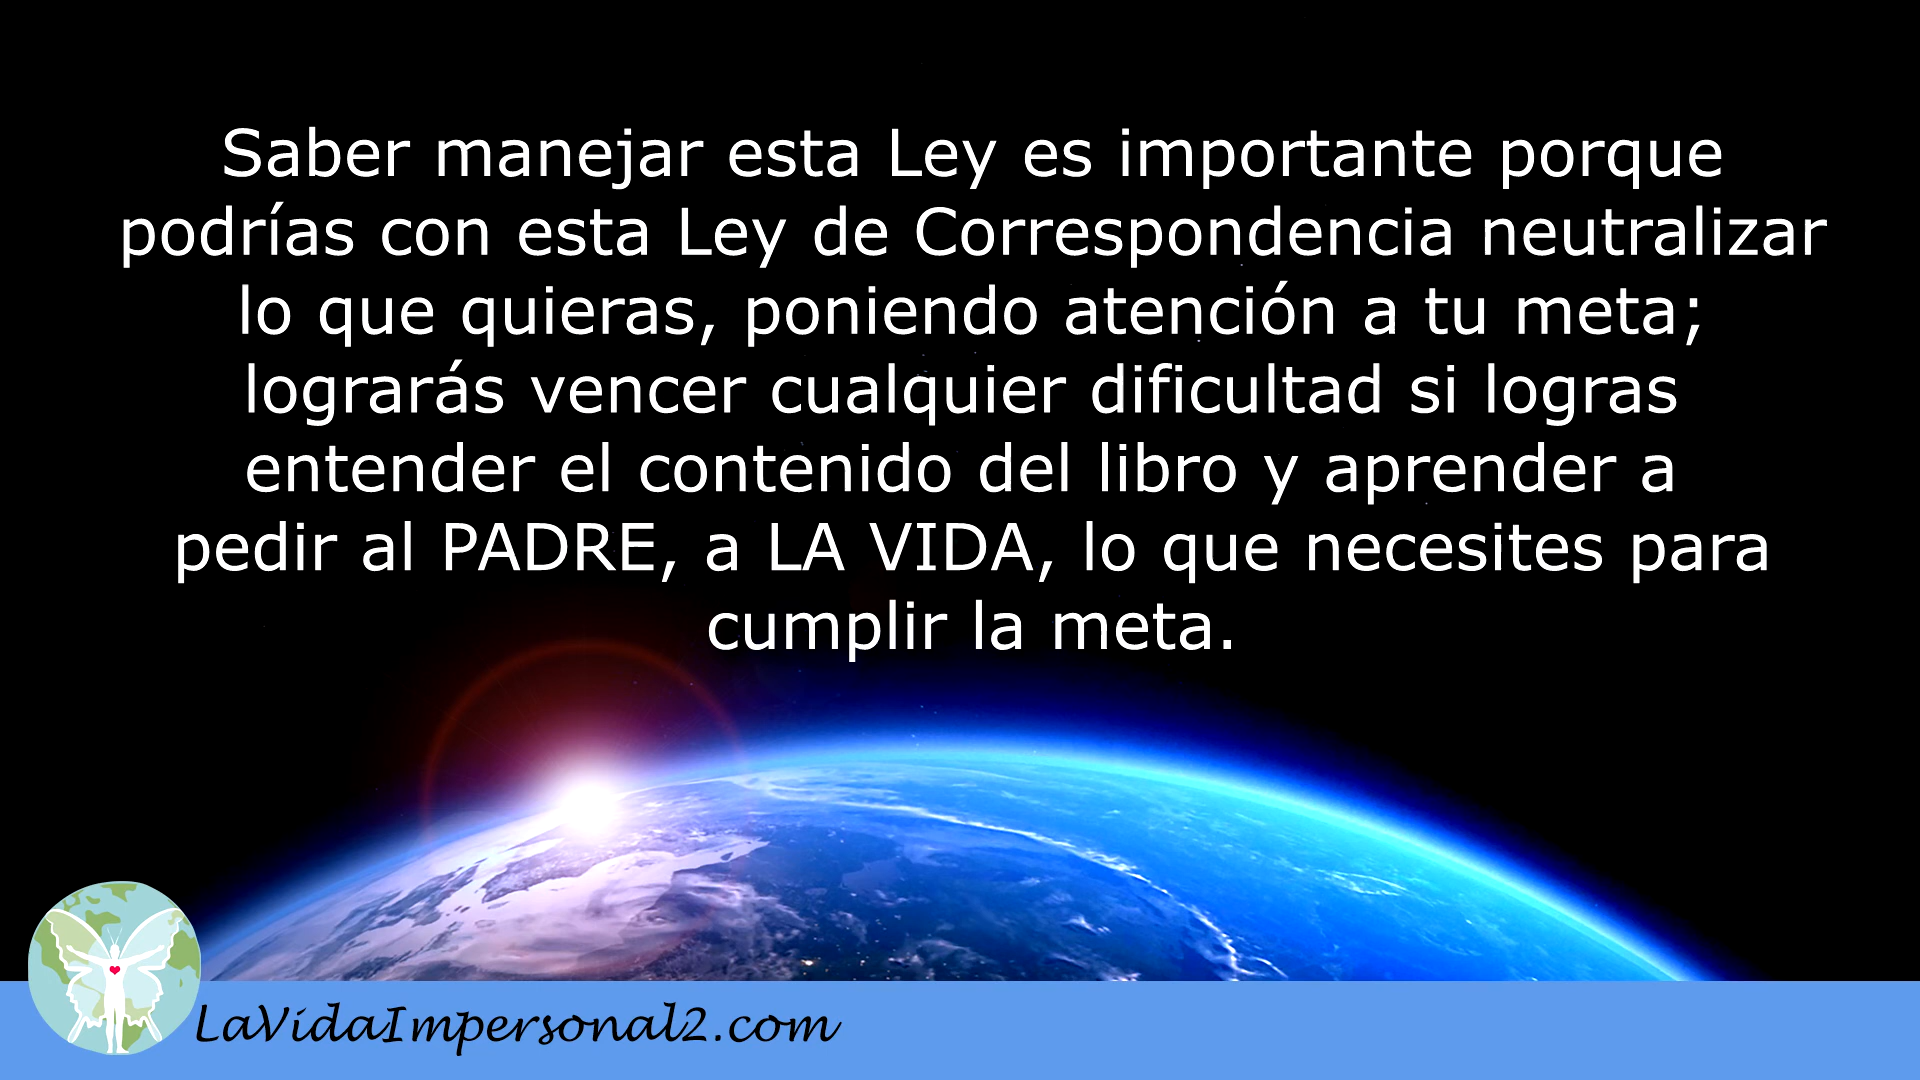 Saber manejar esta Ley es importante porque
podrías con esta Ley de Correspondencia neutralizar
lo que quieras, poniendo atención a tu meta;
lograrás vencer cualquier dificultad si logras
entender el contenido del libro y aprender a
pedir al PADRE, a LA VIDA, lo que necesites para
cumplir la meta.
LaVidaImpersonal2.com